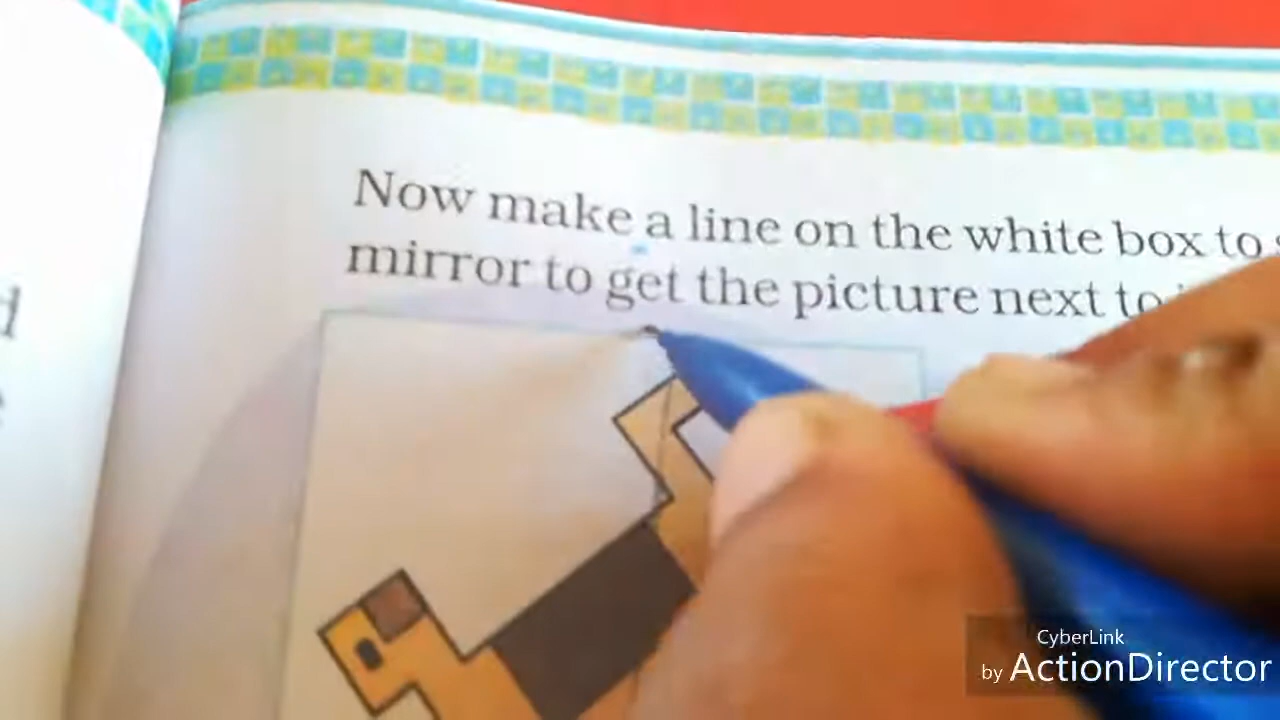 Now make a line on the white box to
mirror to get the picture next to
CyberLink
by ActionDirector